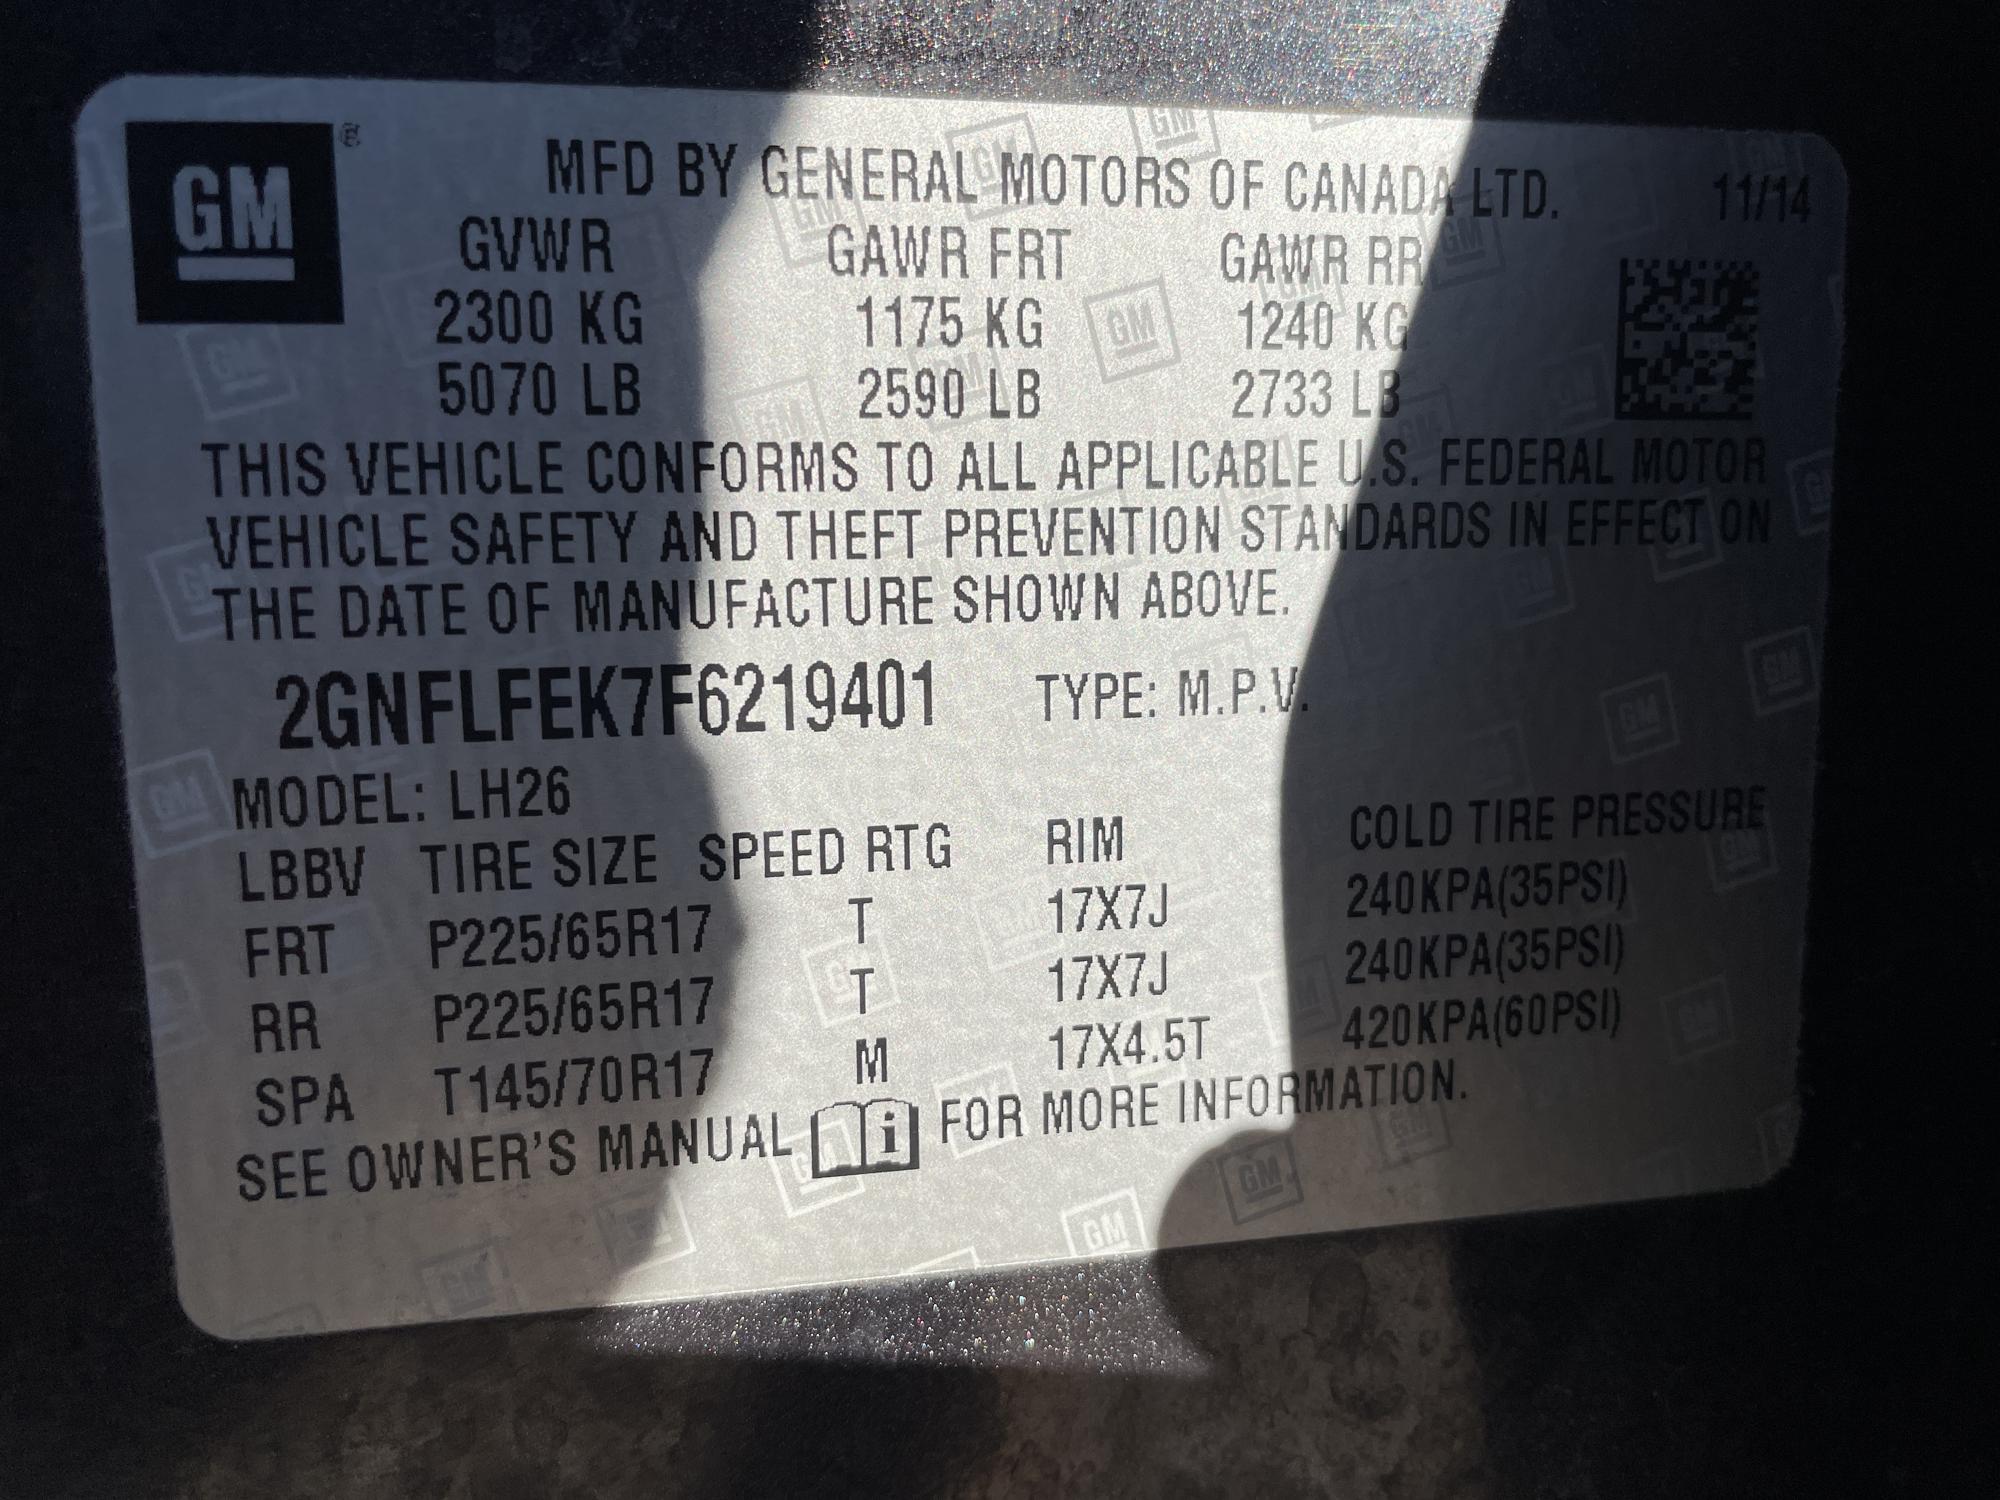 GM
MFD BY GENERAL MOTORS OF CANADA LTD. 11/14
GVWR GAWR FRT GAWR RR
2300 KG 1175 KG 1240 KG
5070 LB 2590 LB 2733 LB
THIS VEHICLE CONFORMS TO ALL APPLICABLE U.S. FEDERAL MOTOR
VEHICLE SAFETY AND THEFT PREVENTION STANDARDS IN EFFECT ON
THE DATE OF MANUFACTURE SHOWN ABOVE.
2GNFLFEK7F6219401 TYPE: M.P.V.
MODEL: LH26
LBBV TIRE SIZE SPEED RTG RIM COLD TIRE PRESSURE
FRT P225/65R17 T 17X7J 240KPA(35PSI)
RR P225/65R17 T 17X7J 240KPA(35PSI)
SPA T145/70R17 M 17X4.5T 420KPA(60PSI)
SEE OWNER'S MANUAL i FOR MORE INFORMATION.